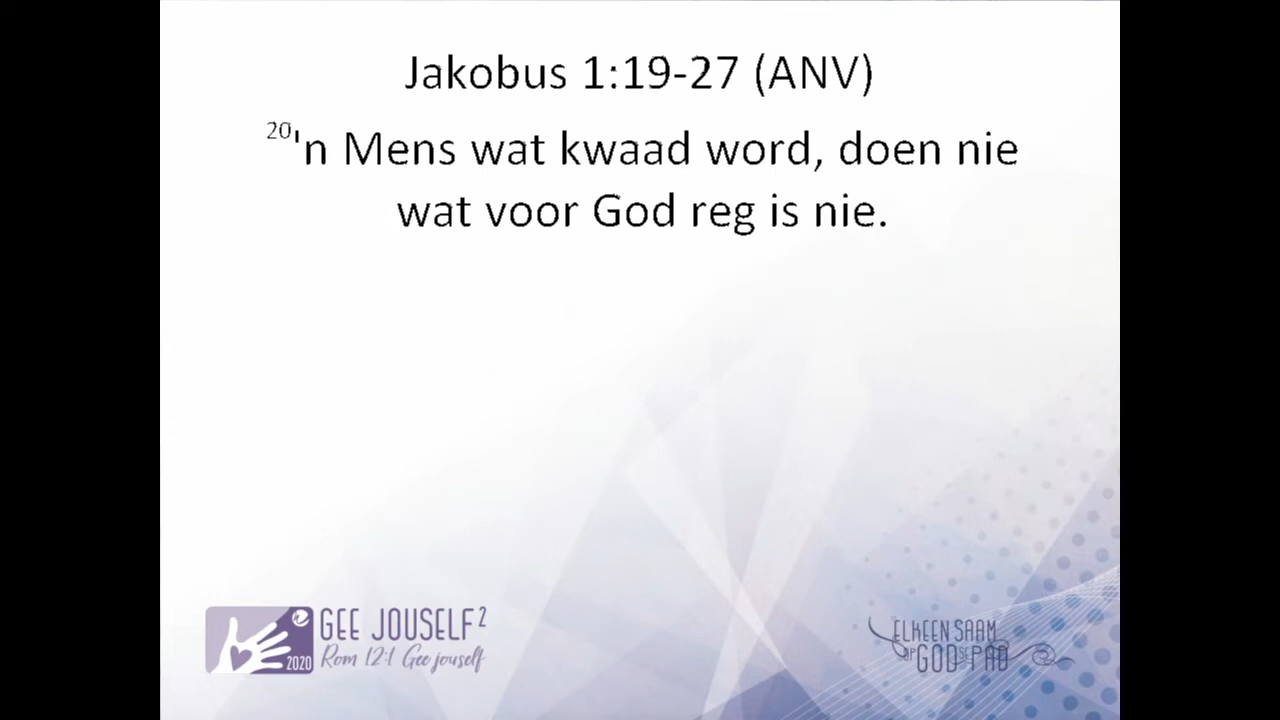 Jakobus 1:19-27 (ANV)
20'n Mens wat kwaad word, doen nie
wat voor God reg is nie.
GEE JOUSELF²
2020 Rom 12:1 Gee jouself
ELKEEN SAAM
OP GOD SE PAD